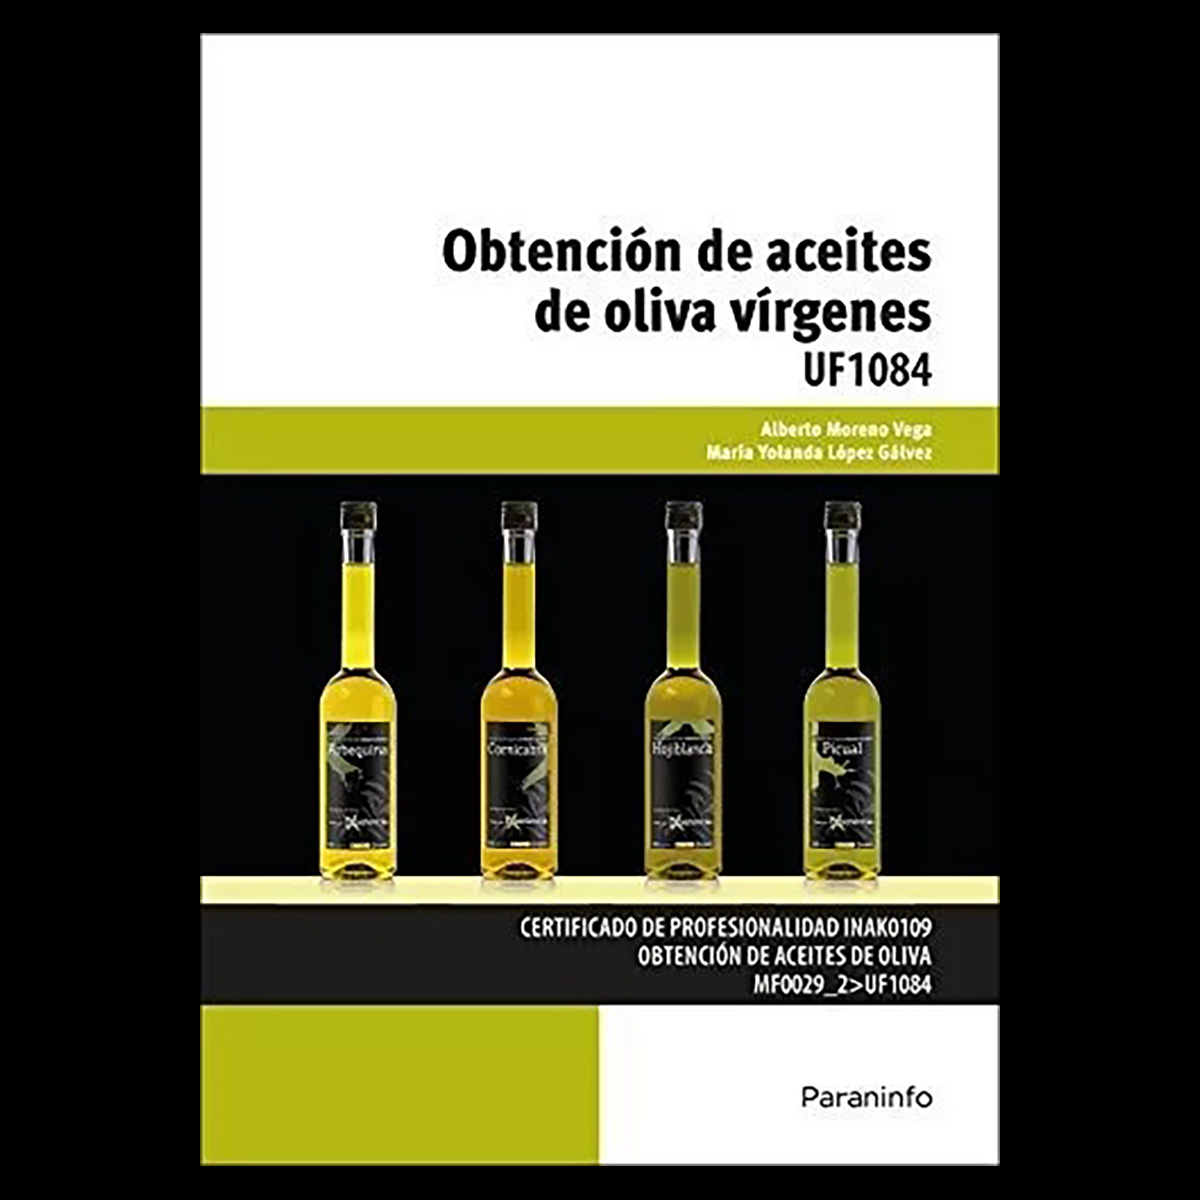 Obtención de aceites
de oliva vírgenes
UF1084
Alberto Moreno Vega
María Yolanda López Gálvez
Arbequina
Cornicabra
Hojiblanca
Picual
CERTIFICADO DE PROFESIONALIDAD INAK0109
OBTENCIÓN DE ACEITES DE OLIVA
MF0029_2>UF1084
Paraninfo